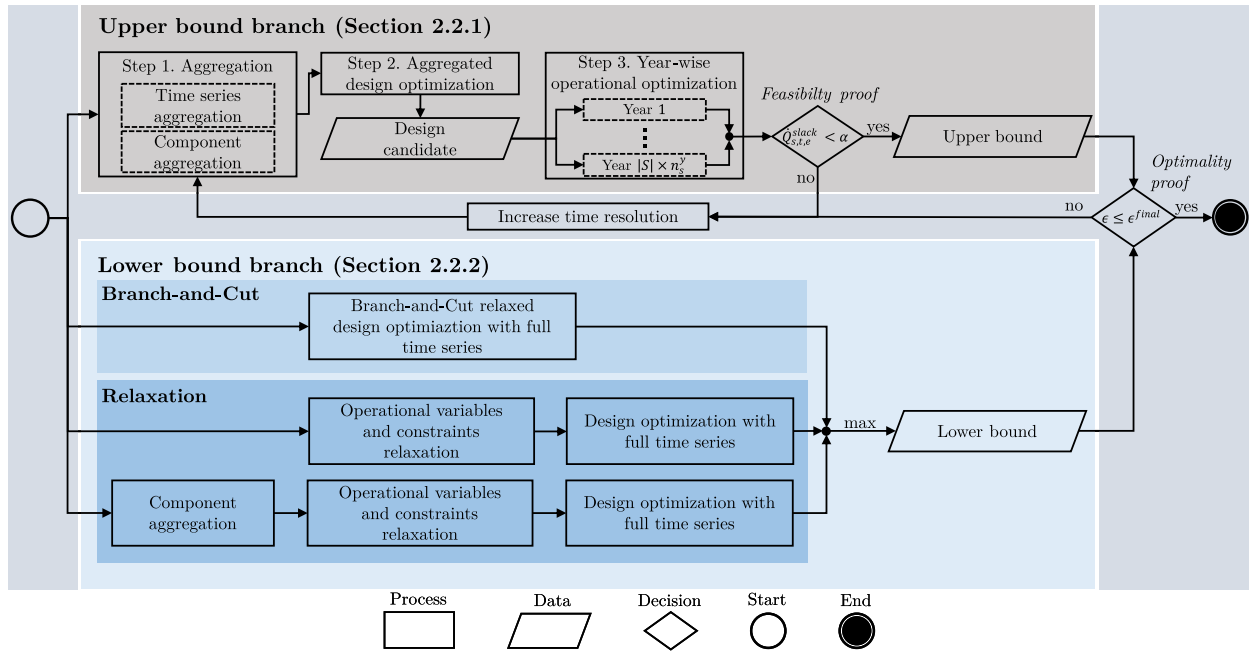 Upper bound branch (Section 2.2.1)
Step 1. Aggregation
Time series
aggregation
Component
aggregation
Step 2. Aggregated
design optimization
Design
candidate
Step 3. Year-wise
operational optimization
Year 1
Year |S| × n_s^y
Feasibilty proof
Q̇_{s,t,e}^{slack} < α
yes
no
Upper bound
Increase time resolution
Optimality
proof
no
ϵ ≤ ϵ^{final}
yes
Lower bound branch (Section 2.2.2)
Branch-and-Cut
Branch-and-Cut relaxed
design optimiaztion with full
time series
Relaxation
Operational variables
and constraints
relaxation
Design optimization with
full time series
max
Lower bound
Component
aggregation
Operational variables
and constraints
relaxation
Design optimization with
full time series
Process
Data
Decision
Start
End